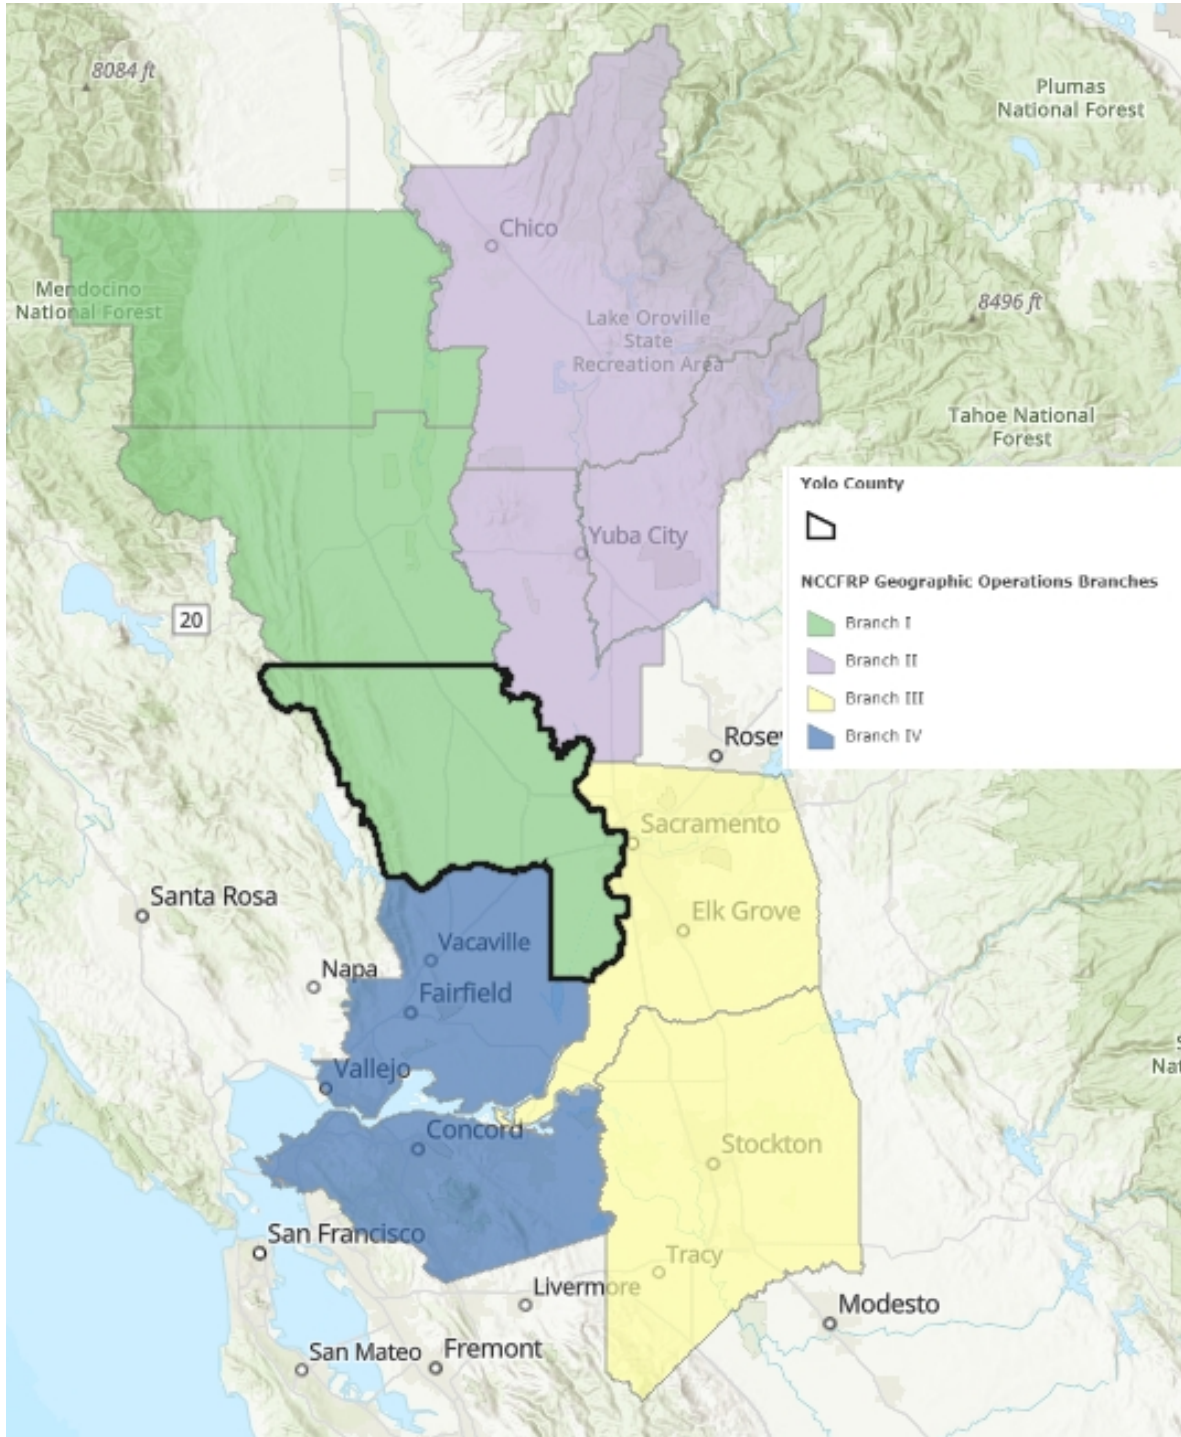 8084 ft
Plumas
National Forest
Chico
Mendocino
National Forest
8496 ft
Lake Oroville
State
Recreation Area
Tahoe National
Forest
Yolo County
Yuba City
NCCFRP Geographic Operations Branches
20
Branch I
Branch II
Branch III
Branch IV
Rosev
Sacramento
Santa Rosa
Elk Grove
Vacaville
Napa
Fairfield
S
Nat
Vallejo
Concord
Stockton
San Francisco
Tracy
Livermore
Modesto
San Mateo
Fremont